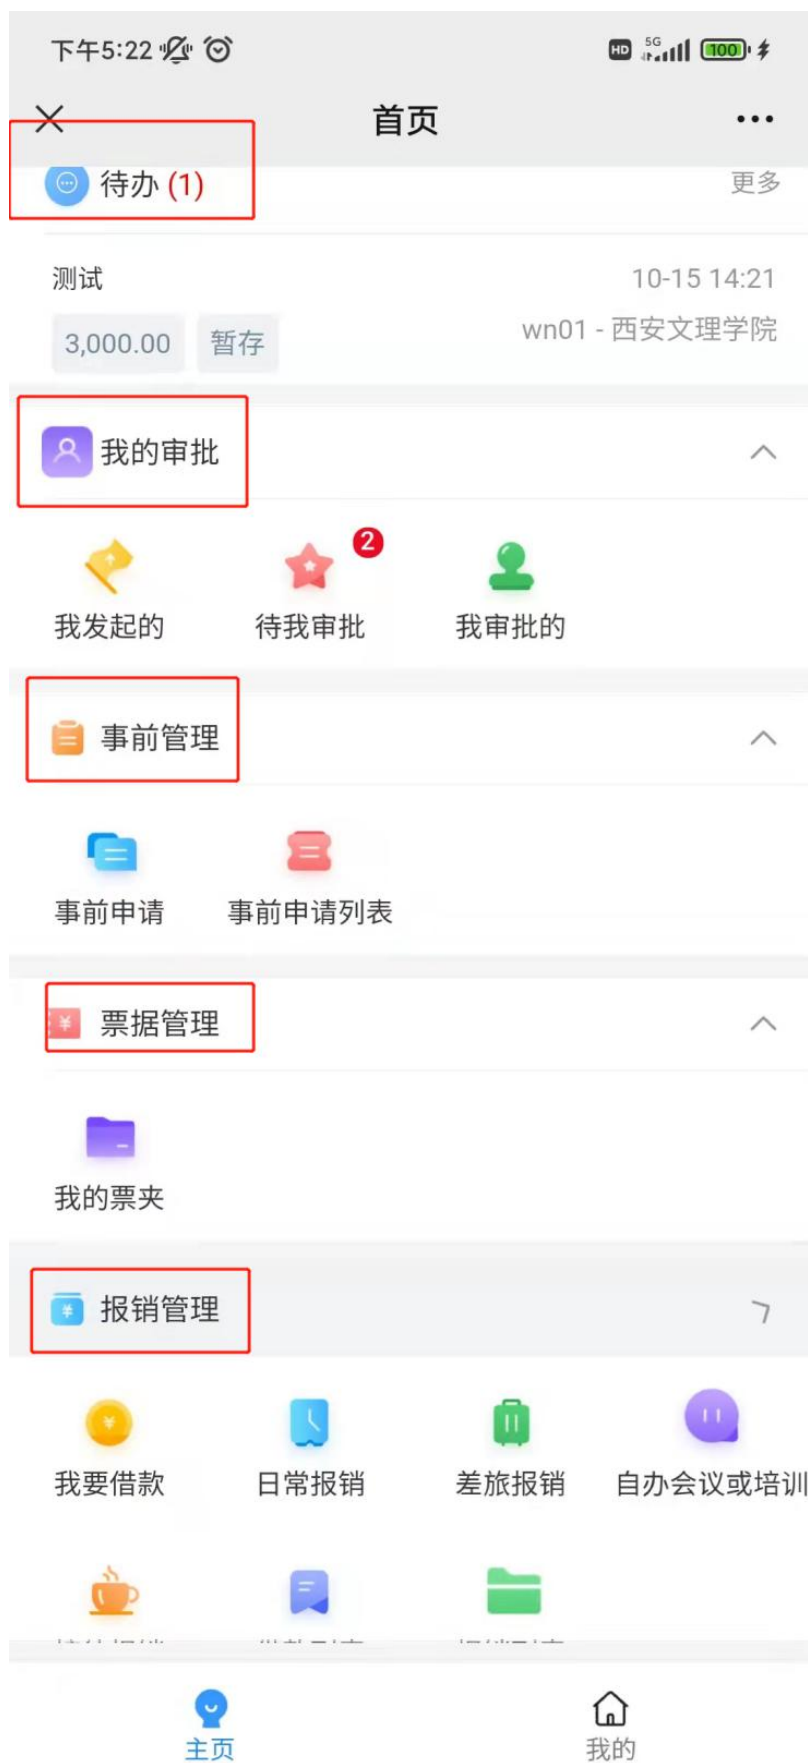 下午5:22 HD 5G 100
首页
待办 (1) 更多
测试 10-15 14:21
3,000.00 暂存 wn01 - 西安文理学院
我的审批
2
我发起的 待我审批 我审批的
事前管理
事前申请 事前申请列表
票据管理
我的票夹
报销管理
我要借款 日常报销 差旅报销 自办会议或培训
主页 我的